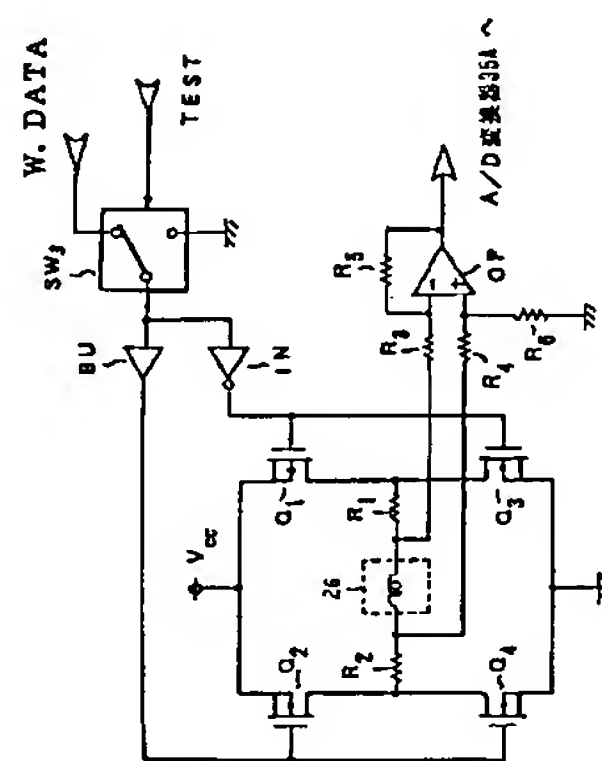 W. DATA
TEST
SW3
BU
IN
A/D変換器35A へ
R5
OP
R3
R4
R6
Vcc
Q1
R1
Q3
26
Q2
R2
Q4